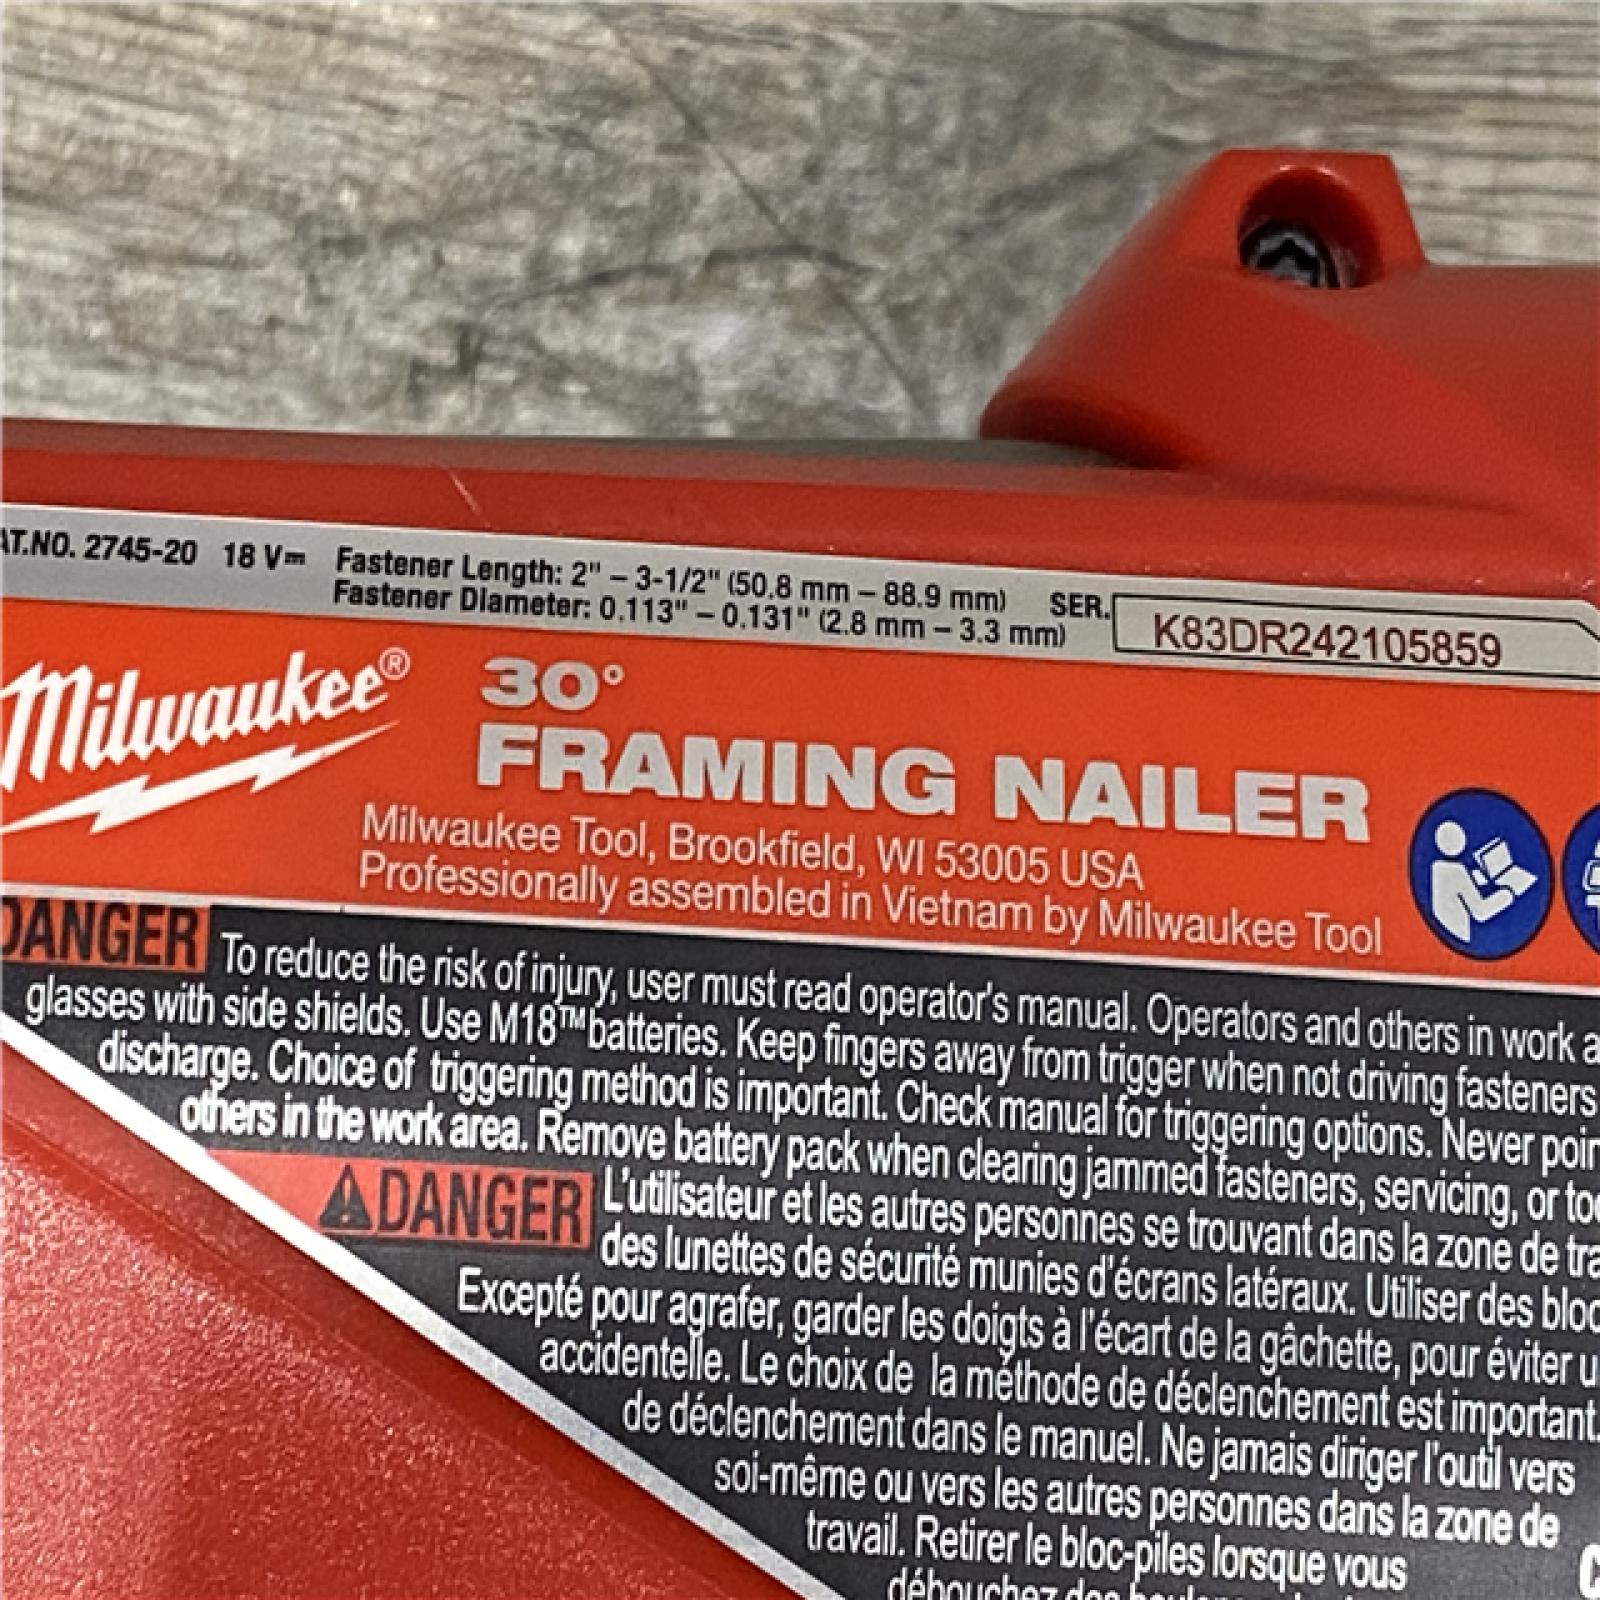 AT.NO. 2745-20 18 V⎓ Fastener Length: 2" – 3-1/2" (50.8 mm – 88.9 mm) SER. K83DR242105859
Fastener Diameter: 0.113" – 0.131" (2.8 mm – 3.3 mm)
Milwaukee®
30°
FRAMING NAILER
Milwaukee Tool, Brookfield, WI 53005 USA
Professionally assembled in Vietnam by Milwaukee Tool
DANGER To reduce the risk of injury, user must read operator's manual. Operators and others in work a
glasses with side shields. Use M18™ batteries. Keep fingers away from trigger when not driving fasteners
discharge. Choice of triggering method is important. Check manual for triggering options. Never poin
others in the work area. Remove battery pack when clearing jammed fasteners, servicing, or too
⚠DANGER L'utilisateur et les autres personnes se trouvant dans la zone de tra
des lunettes de sécurité munies d'écrans latéraux. Utiliser des bloc
Excepté pour agrafer, garder les doigts à l'écart de la gâchette, pour éviter u
accidentelle. Le choix de la méthode de déclenchement est important.
de déclenchement dans le manuel. Ne jamais diriger l'outil vers
soi-même ou vers les autres personnes dans la zone de
travail. Retirer le bloc-piles lorsque vous
débouchez des